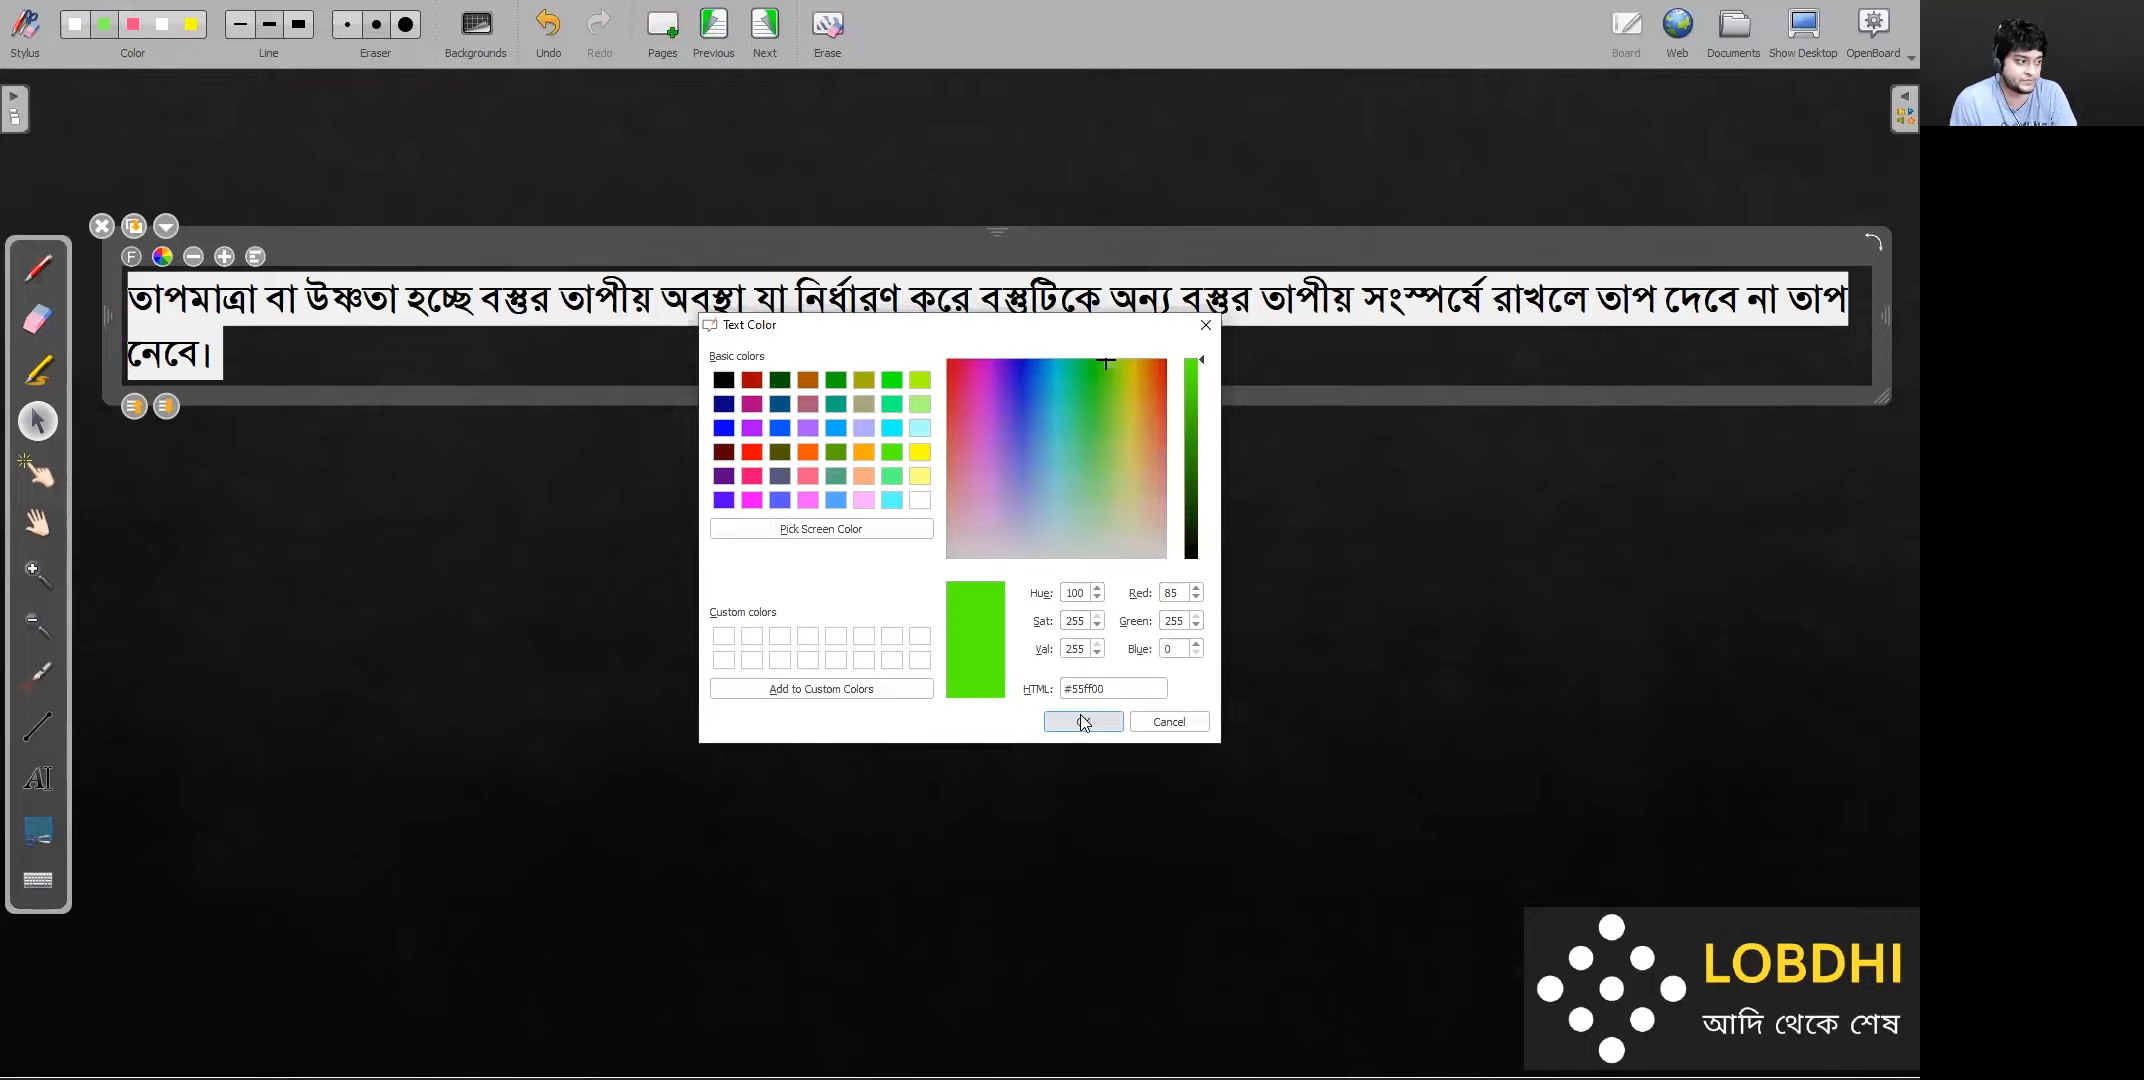 Stylus Color Line Eraser Backgrounds Undo Redo Pages Previous Next Erase Board Web Documents Show Desktop OpenBoard
F
তাপমাত্রা বা উষ্ণতা হচ্ছে বস্তুর তাপীয় অবস্থা যা নির্ধারণ করে বস্তুটিকে অন্য বস্তুর তাপীয় সংস্পর্ষে রাখলে তাপ দেবে না তাপ
নেবে।
Text Color
Basic colors
Pick Screen Color
Custom colors
Add to Custom Colors
Hue: 100 Red: 85
Sat: 255 Green: 255
Val: 255 Blue: 0
HTML: #55ff00
Cancel
AI
LOBDHI
আদি থেকে শেষ